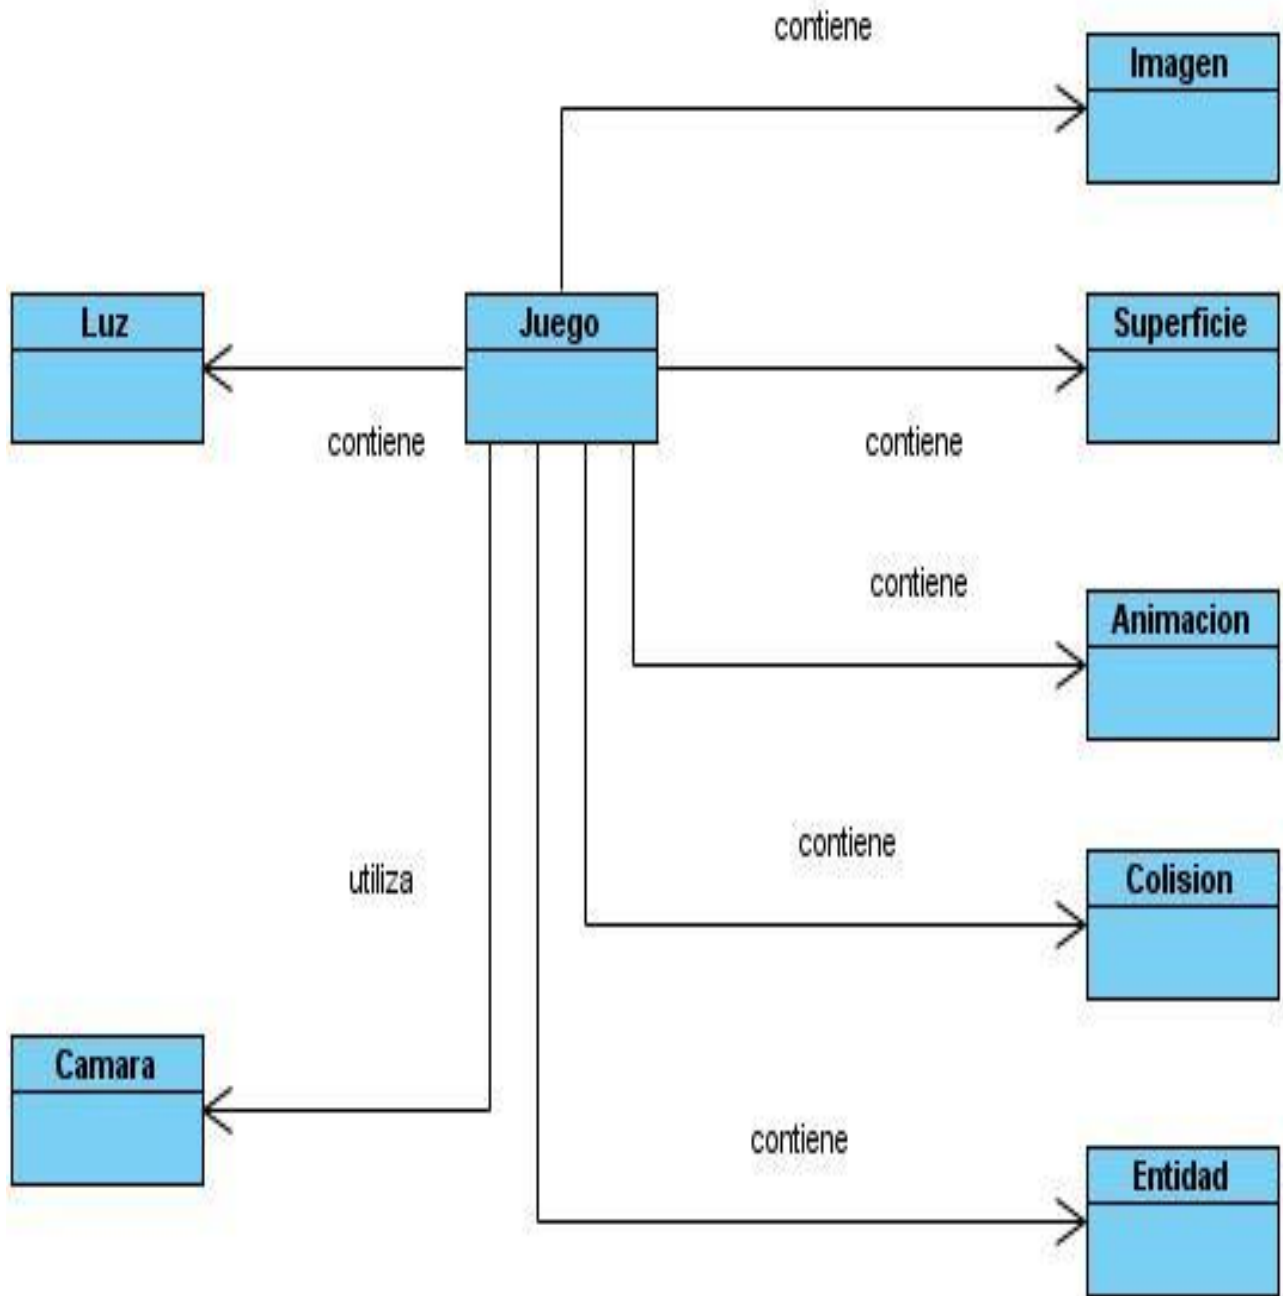 contiene
Imagen
Luz
Juego
Superficie
contiene
contiene
contiene
Animacion
contiene
Colision
utiliza
Camara
contiene
Entidad